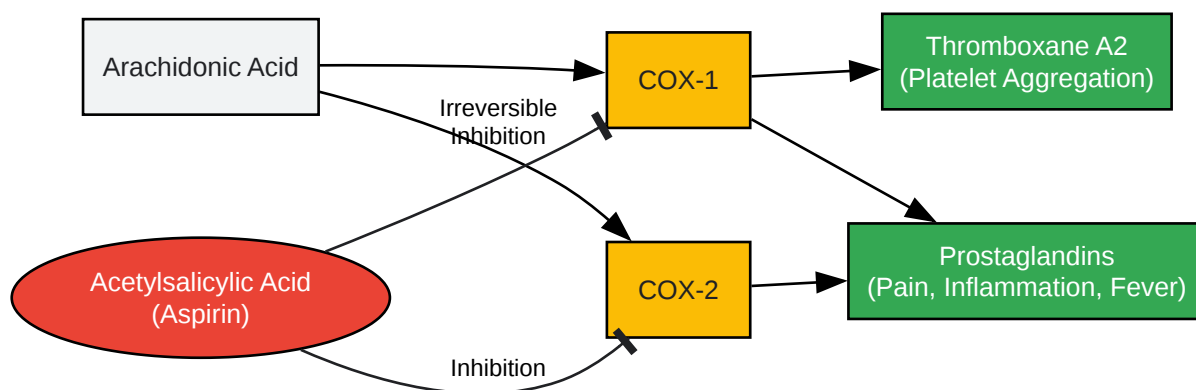 Arachidonic Acid
COX-1
Thromboxane A2
(Platelet Aggregation)
Irreversible
Inhibition
Acetylsalicylic Acid
(Aspirin)
COX-2
Prostaglandins
(Pain, Inflammation, Fever)
Inhibition